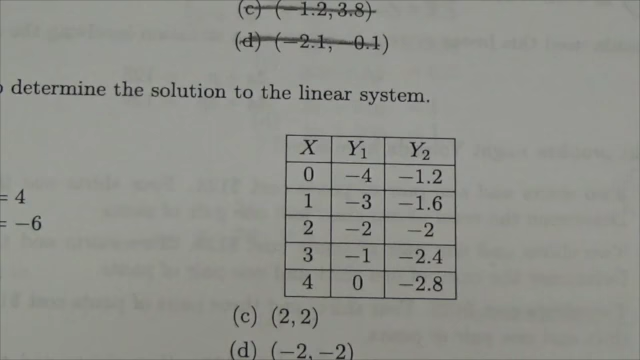 (c) (−1.2, 3.8)
(d) (−2.1, −0.1)
determine the solution to the linear system.
= 4
= −6
X Y₁ Y₂
0 −4 −1.2
1 −3 −1.6
2 −2 −2
3 −1 −2.4
4 0 −2.8
(c) (2, 2)
(d) (−2, −2)